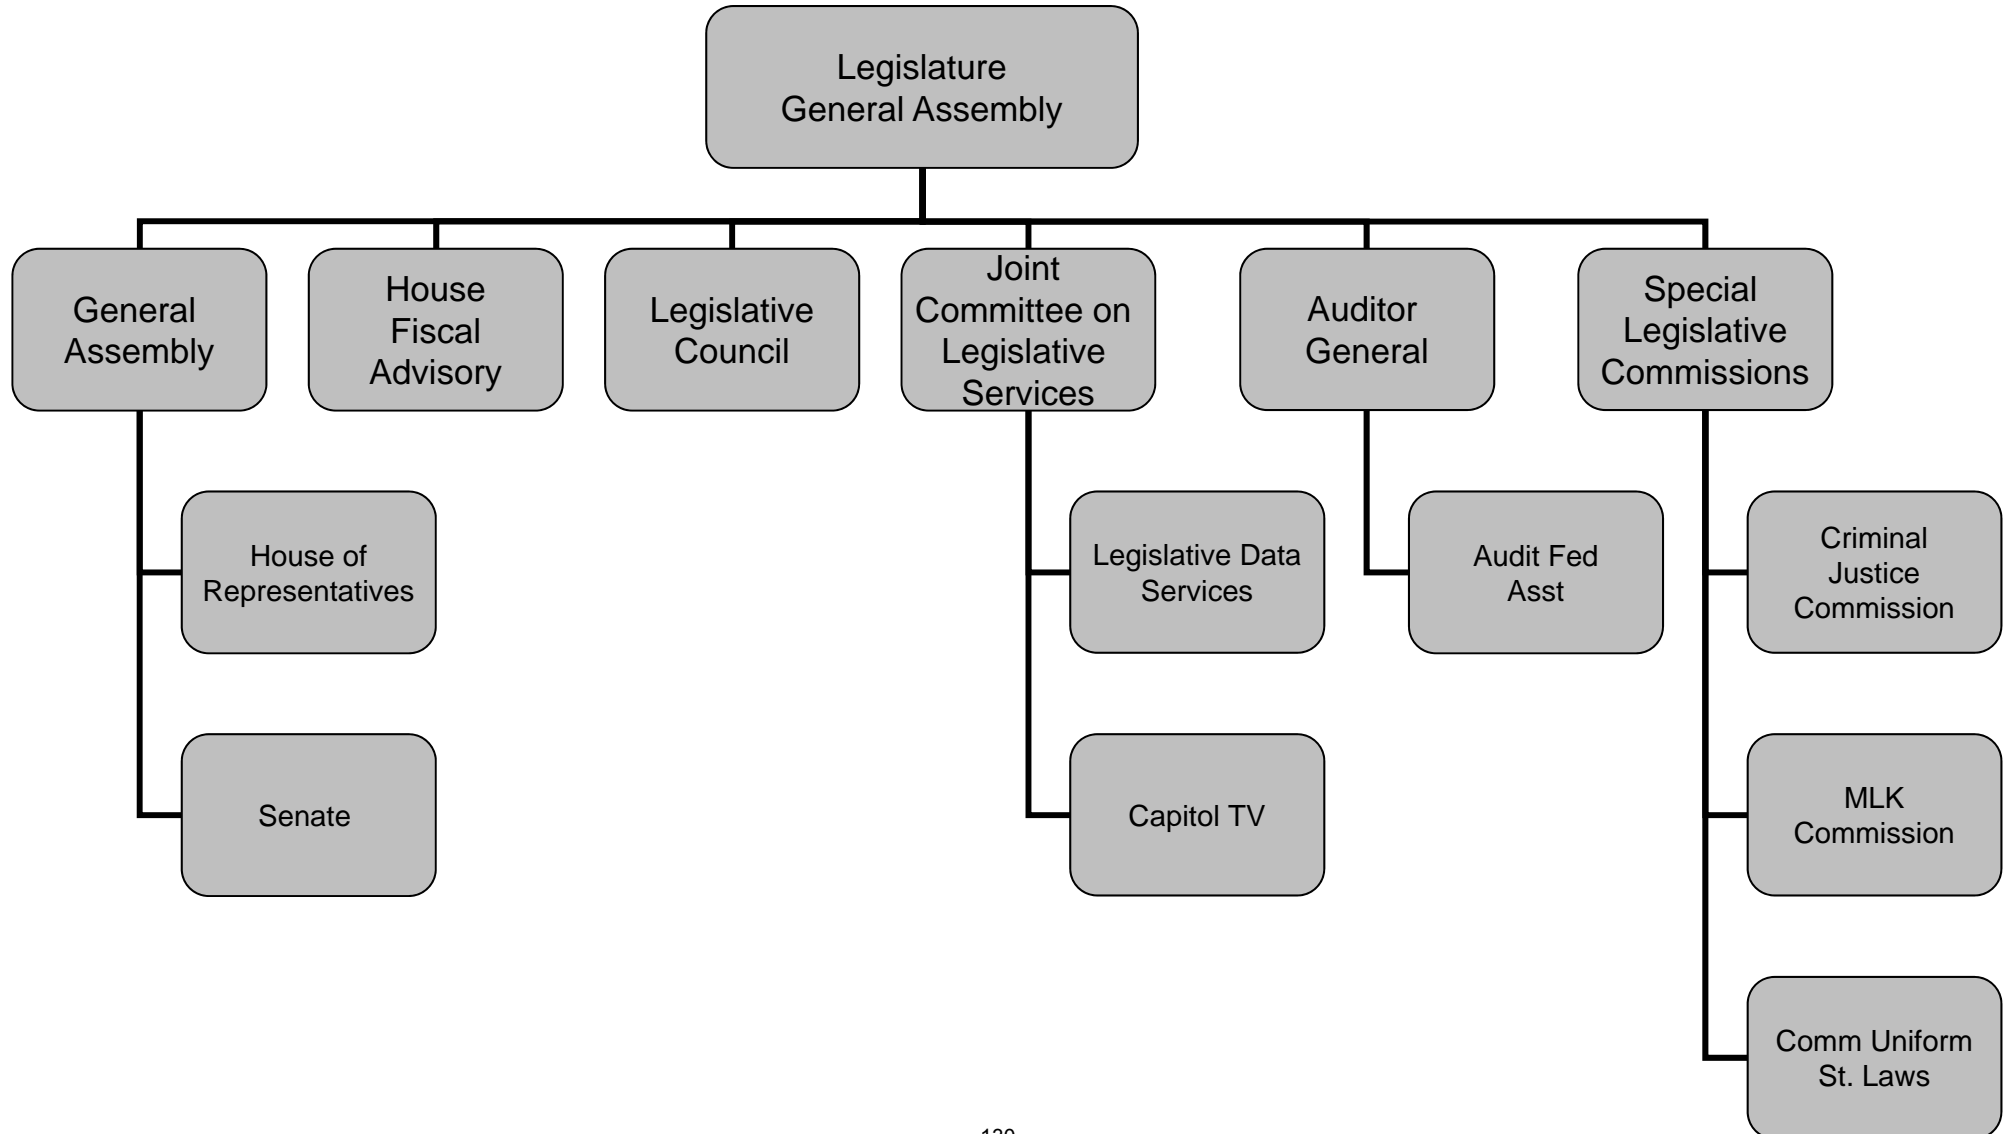 Legislature
General Assembly
General
Assembly
House
Fiscal
Advisory
Legislative
Council
Joint
Committee on
Legislative
Services
Auditor
General
Special
Legislative
Commissions
House of
Representatives
Legislative Data
Services
Audit Fed
Asst
Criminal
Justice
Commission
Senate
Capitol TV
MLK
Commission
Comm Uniform
St. Laws